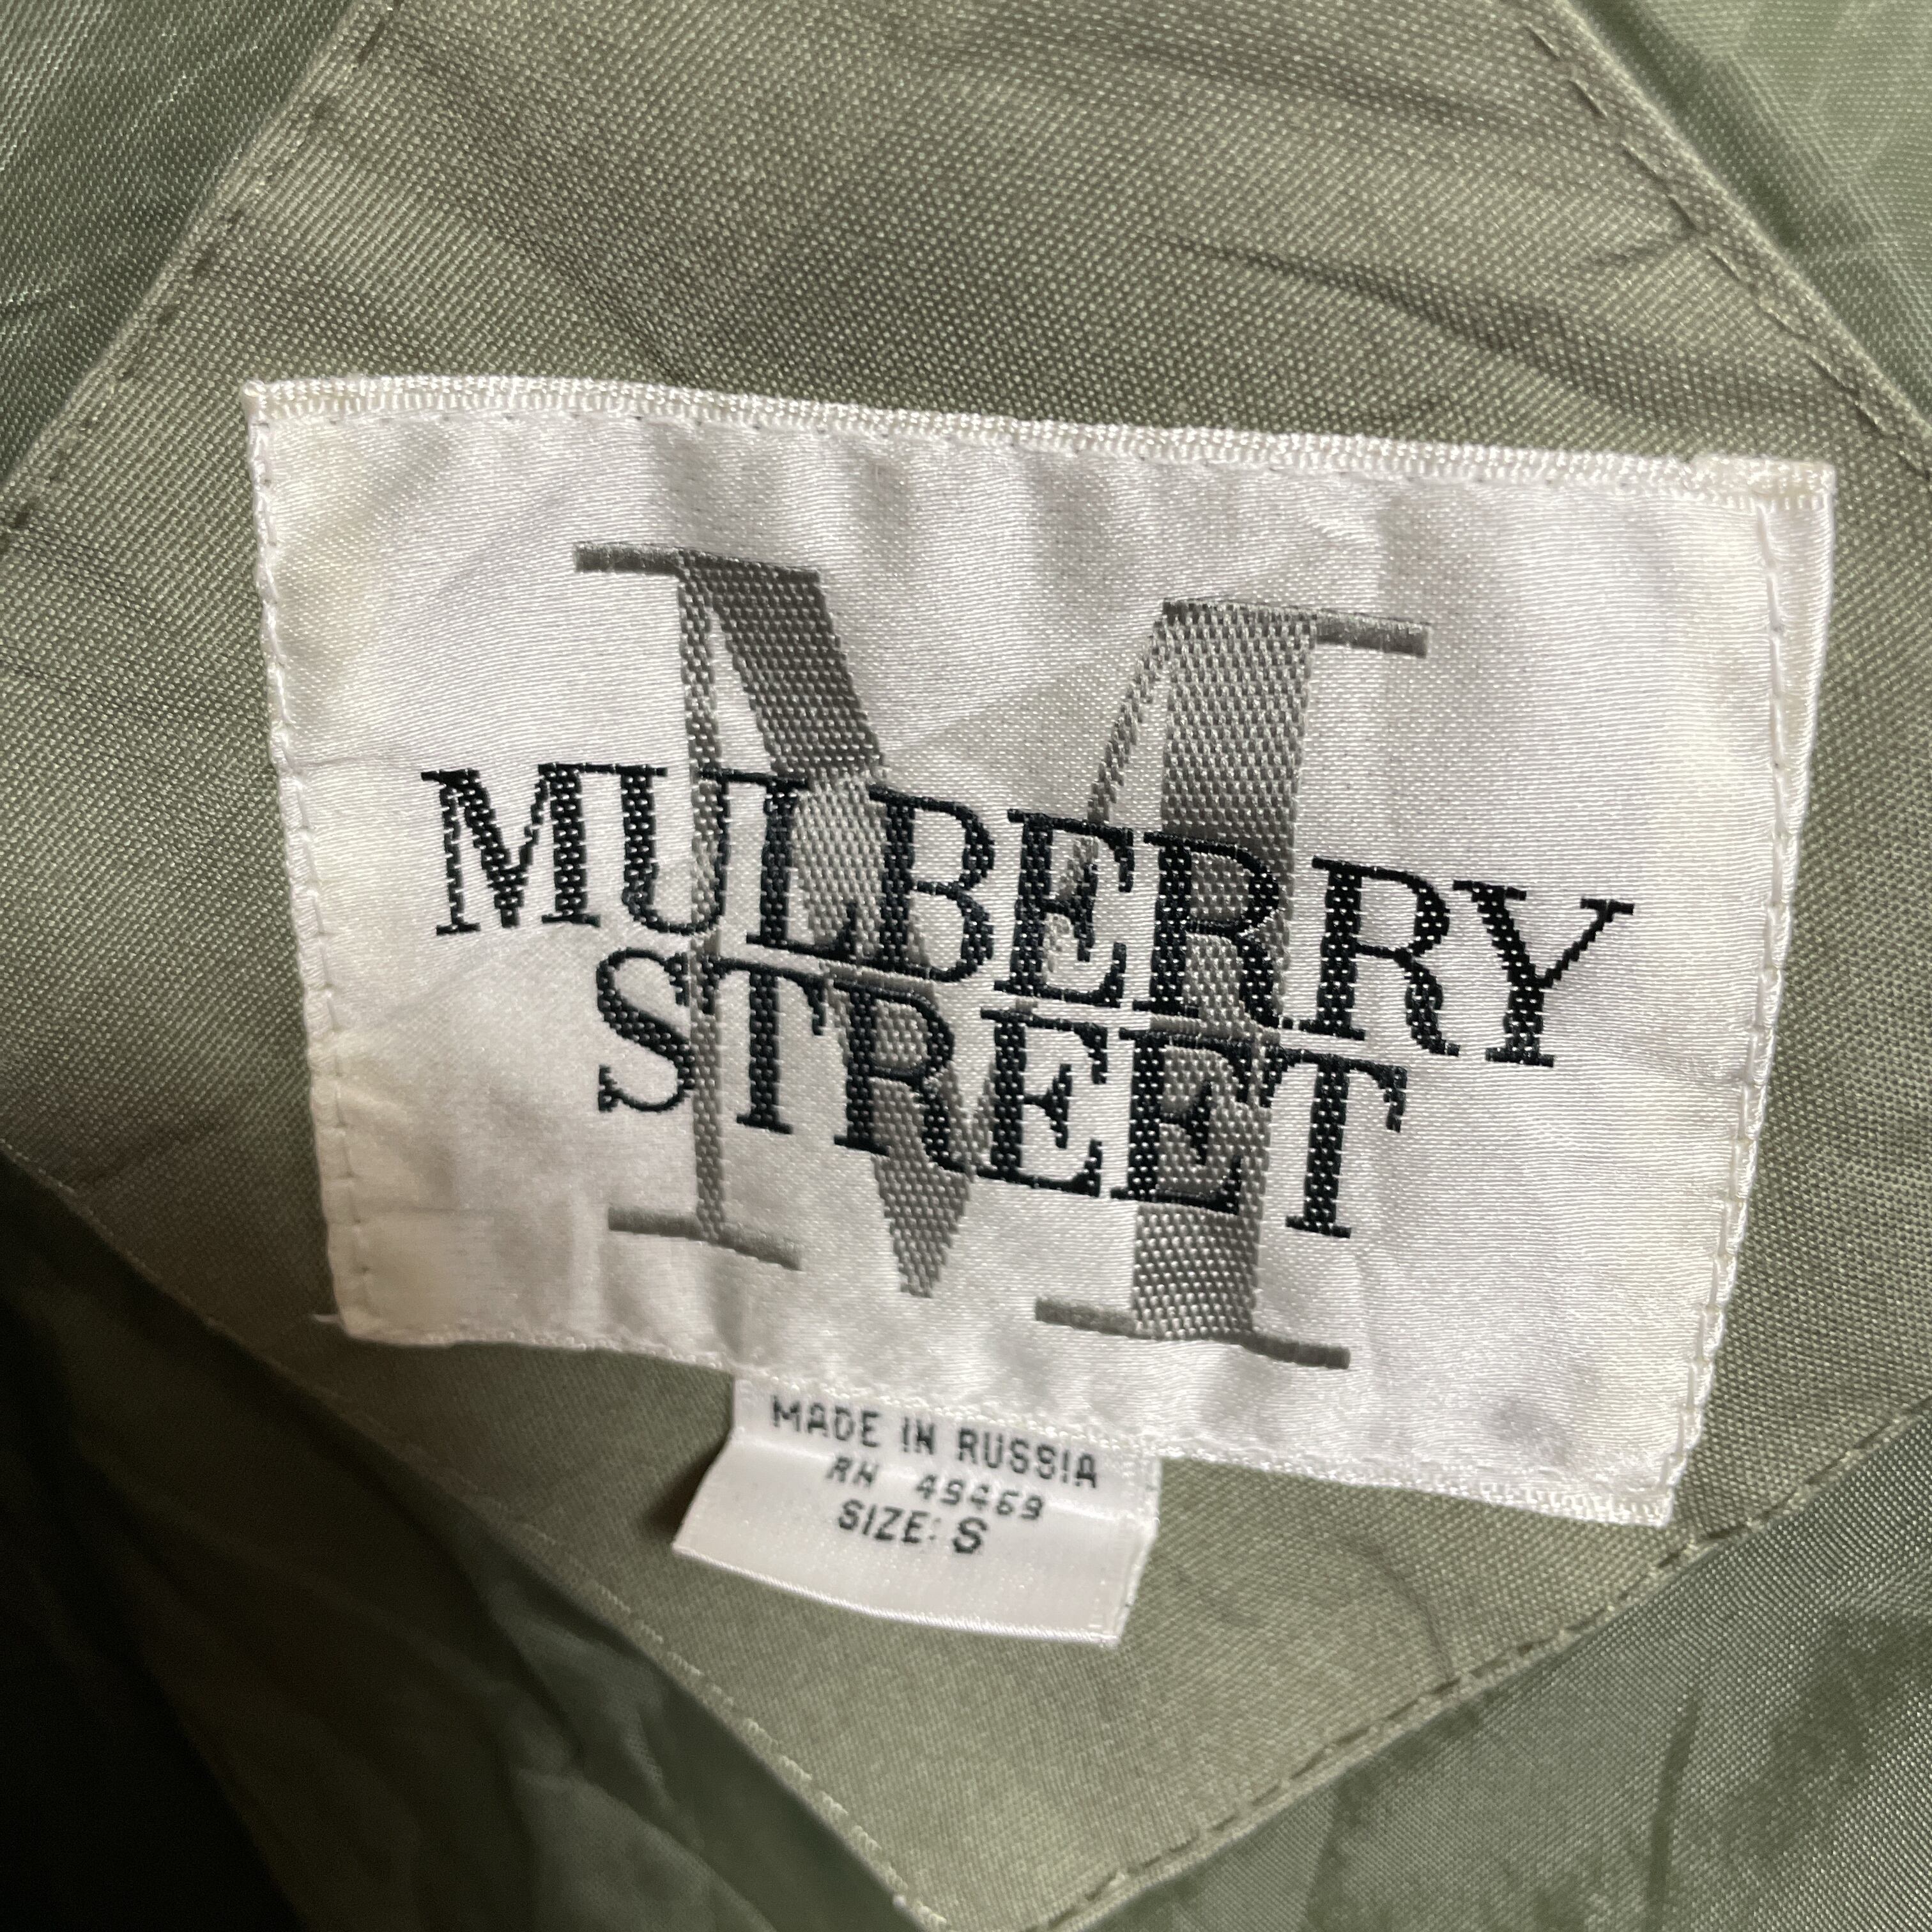 M
MULBERRY
STREET
MADE IN RUSSIA
RN 49469
SIZE: S